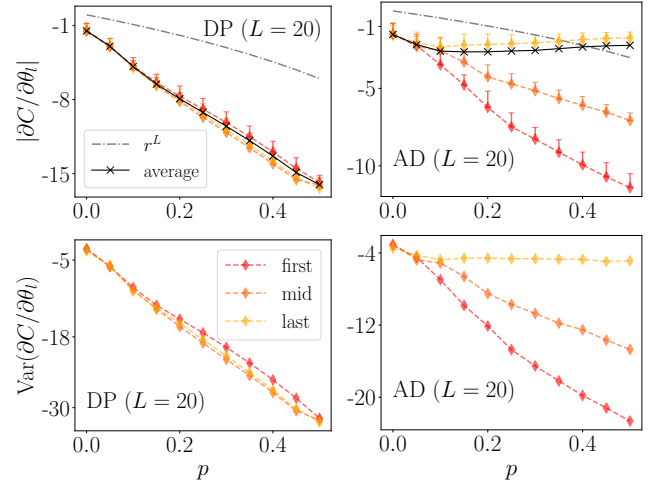 DP (L = 20)
-1
-8
-15
|∂C/∂θ_l|
r^L
average
0.0 0.2 0.4
-1
-5
-10
AD (L = 20)
0.0 0.2 0.4
-5
-18
-30
Var(∂C/∂θ_l)
first
mid
last
DP (L = 20)
0.0 0.2 0.4
p
-4
-12
-20
AD (L = 20)
0.0 0.2 0.4
p